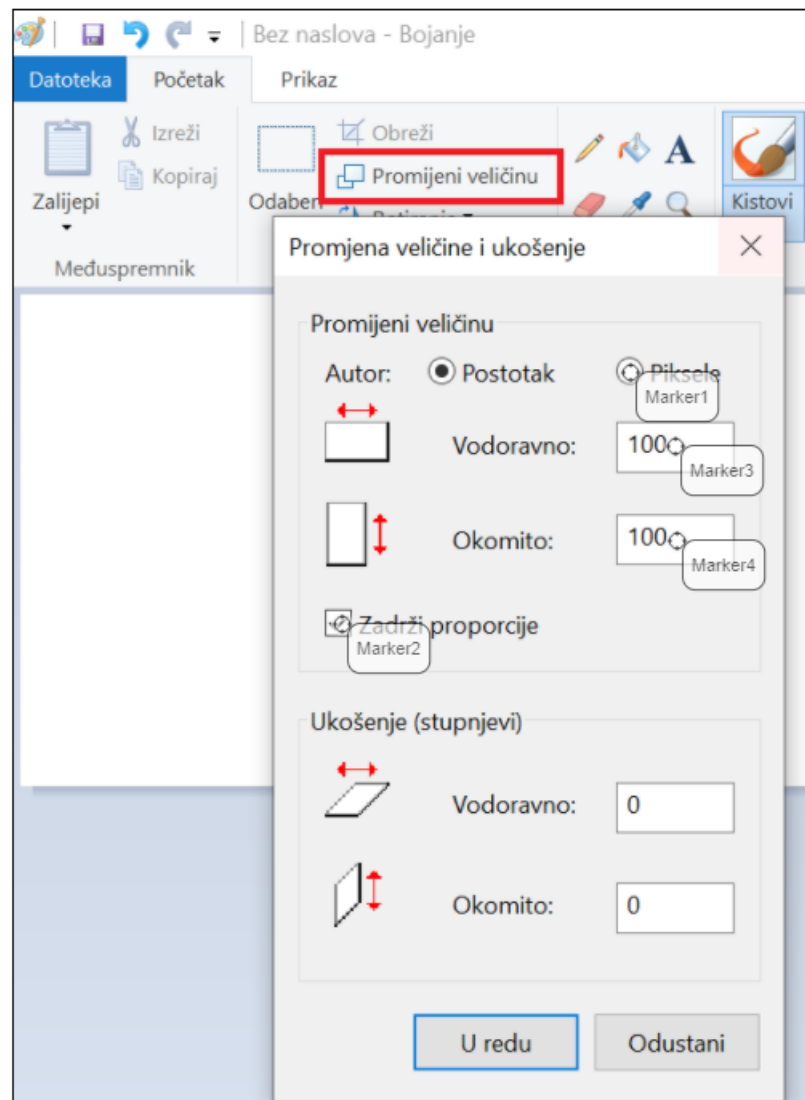 Bez naslova - Bojanje
Datoteka Početak Prikaz
Izreži
Kopiraj
Zalijepi
Međuspremnik
Obreži
Promijeni veličinu
Odaberi
Kistovi
A
Promjena veličine i ukošenje
Promijeni veličinu
Autor: Postotak Piksele
Marker1
Vodoravno: 100
Marker3
Okomito: 100
Marker4
Zadrži proporcije
Marker2
Ukošenje (stupnjevi)
Vodoravno: 0
Okomito: 0
U redu Odustani